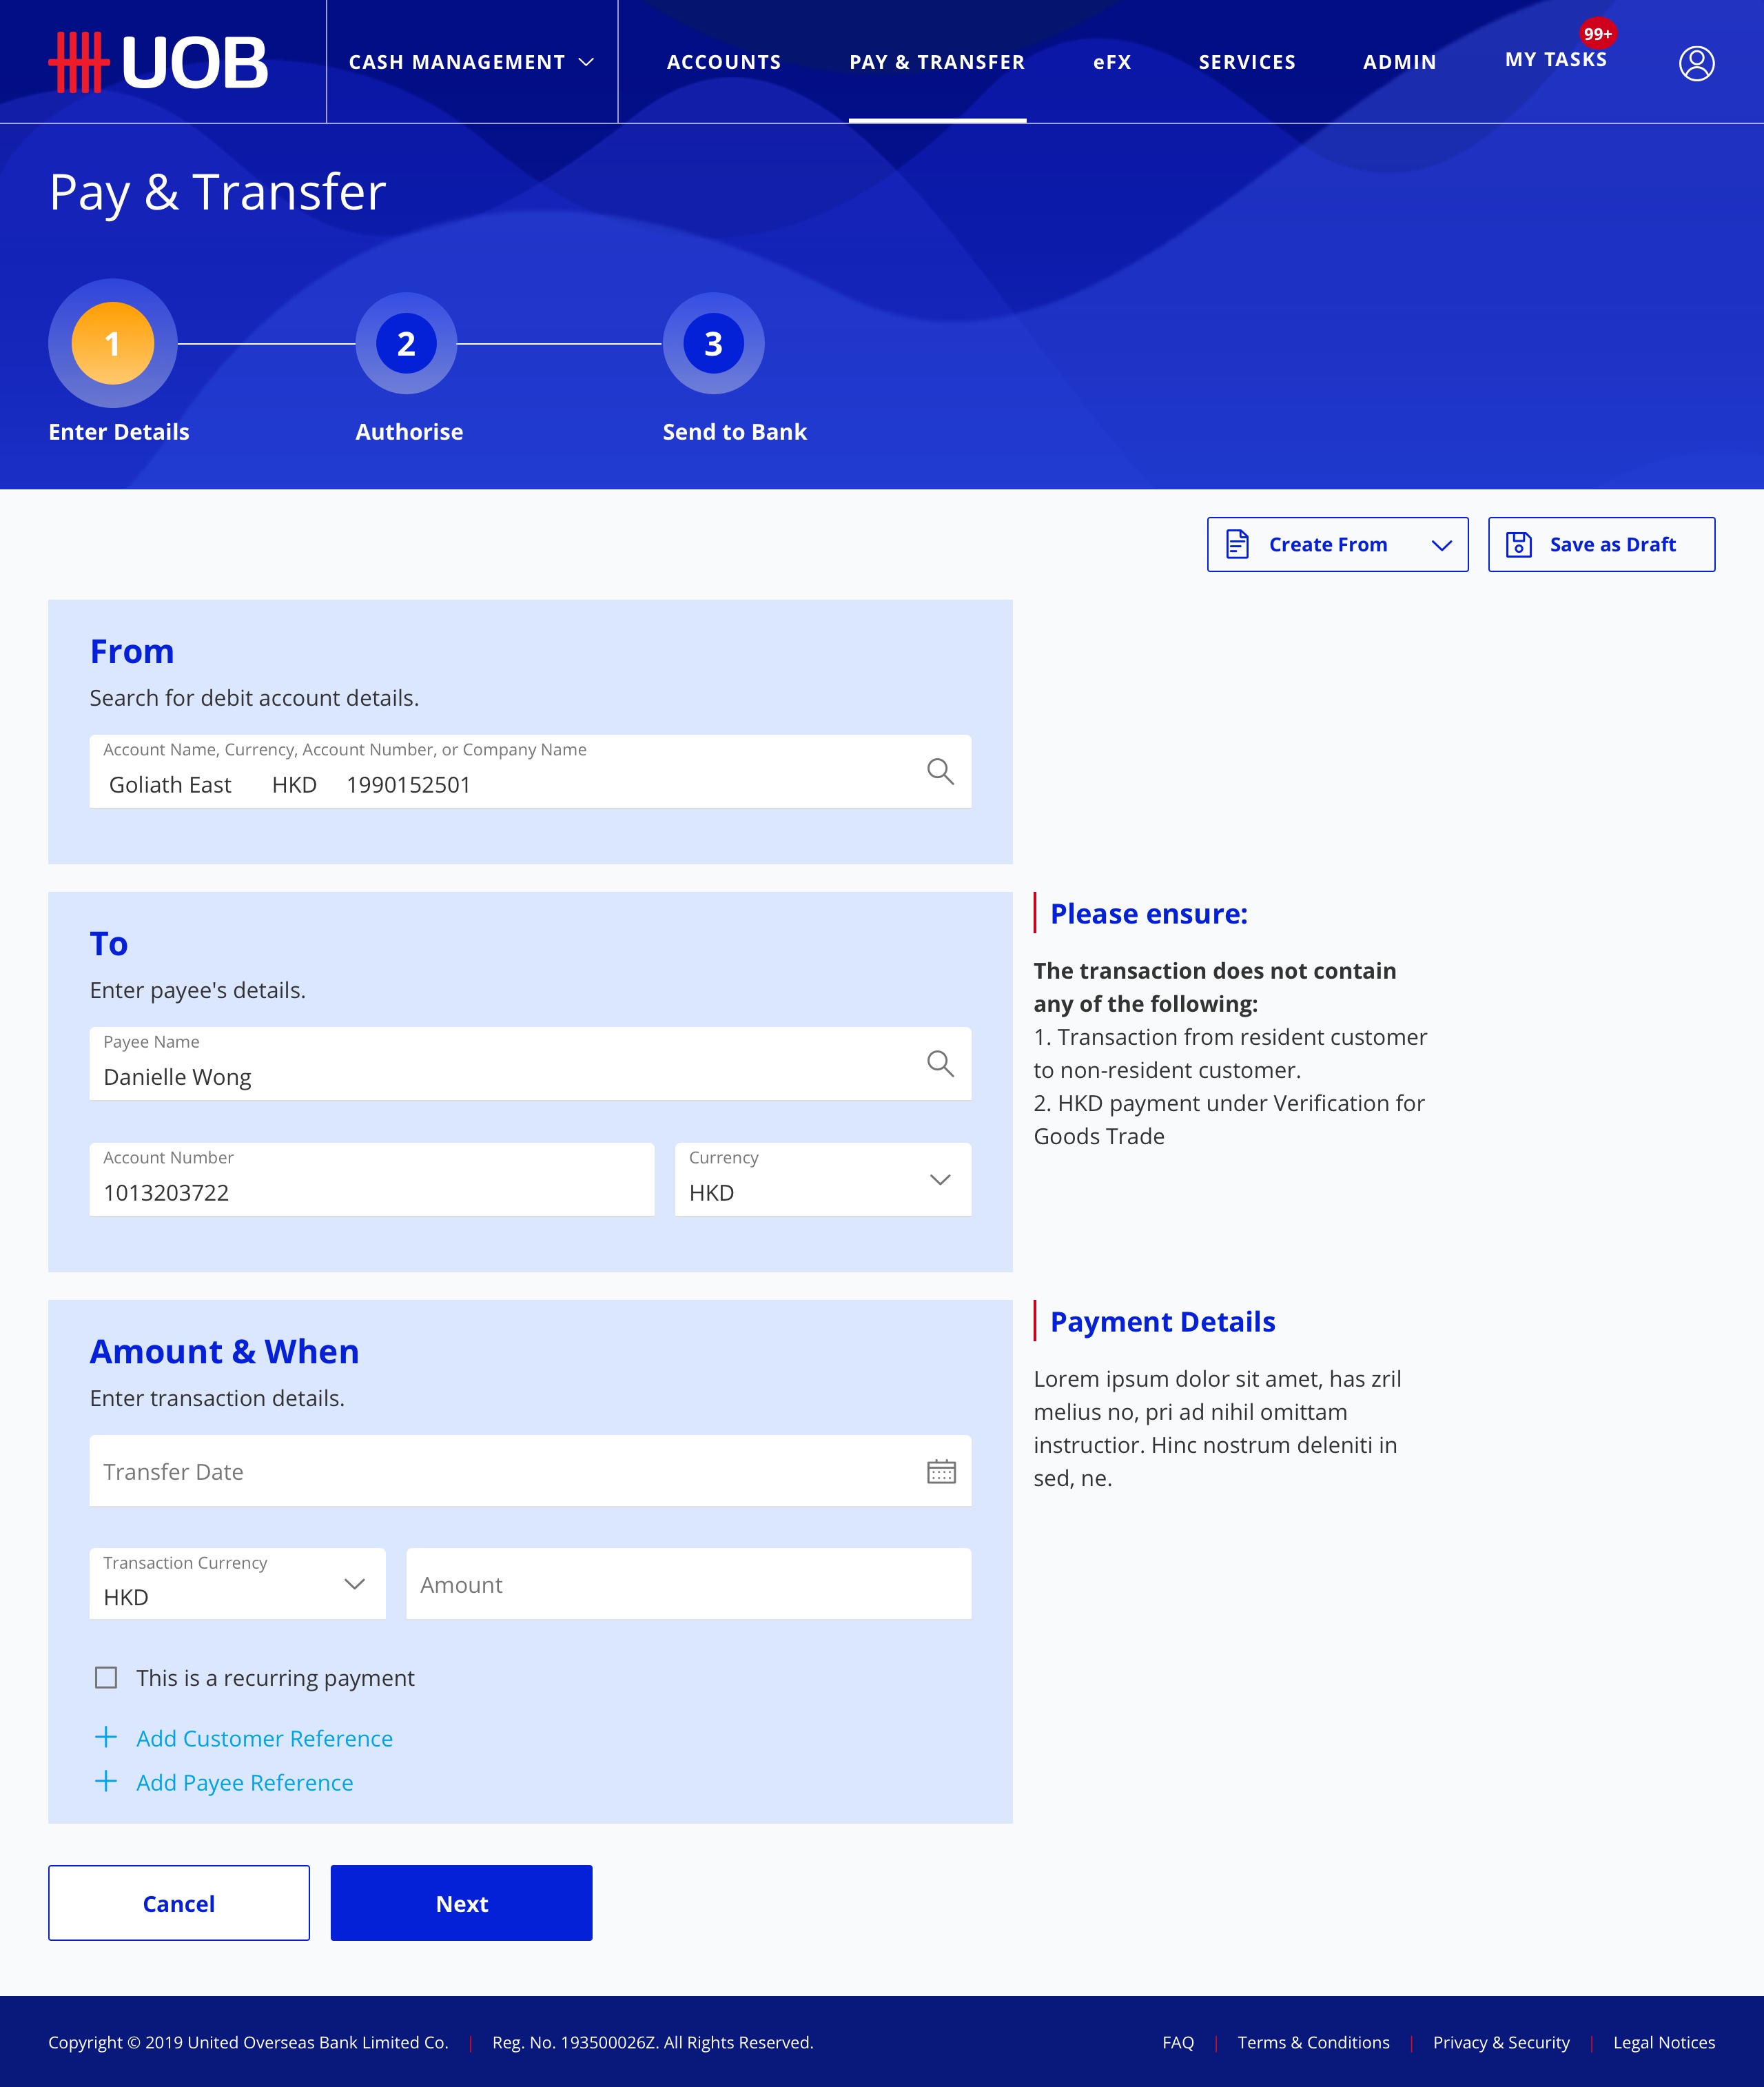 UOB
CASH MANAGEMENT
ACCOUNTS
PAY & TRANSFER
eFX
SERVICES
ADMIN
MY TASKS
99+
Pay & Transfer
1
2
3
Enter Details
Authorise
Send to Bank
Create From
Save as Draft
From
Search for debit account details.
Account Name, Currency, Account Number, or Company Name
Goliath East HKD 1990152501
To
Enter payee's details.
Payee Name
Danielle Wong
Account Number
1013203722
Currency
HKD
Please ensure:
The transaction does not contain
any of the following:
1. Transaction from resident customer
to non-resident customer.
2. HKD payment under Verification for
Goods Trade
Amount & When
Enter transaction details.
Transfer Date
Transaction Currency
HKD
Amount
This is a recurring payment
Add Customer Reference
Add Payee Reference
Payment Details
Lorem ipsum dolor sit amet, has zril
melius no, pri ad nihil omittam
instructior. Hinc nostrum deleniti in
sed, ne.
Cancel
Next
Copyright © 2019 United Overseas Bank Limited Co. | Reg. No. 193500026Z. All Rights Reserved.
FAQ | Terms & Conditions | Privacy & Security | Legal Notices